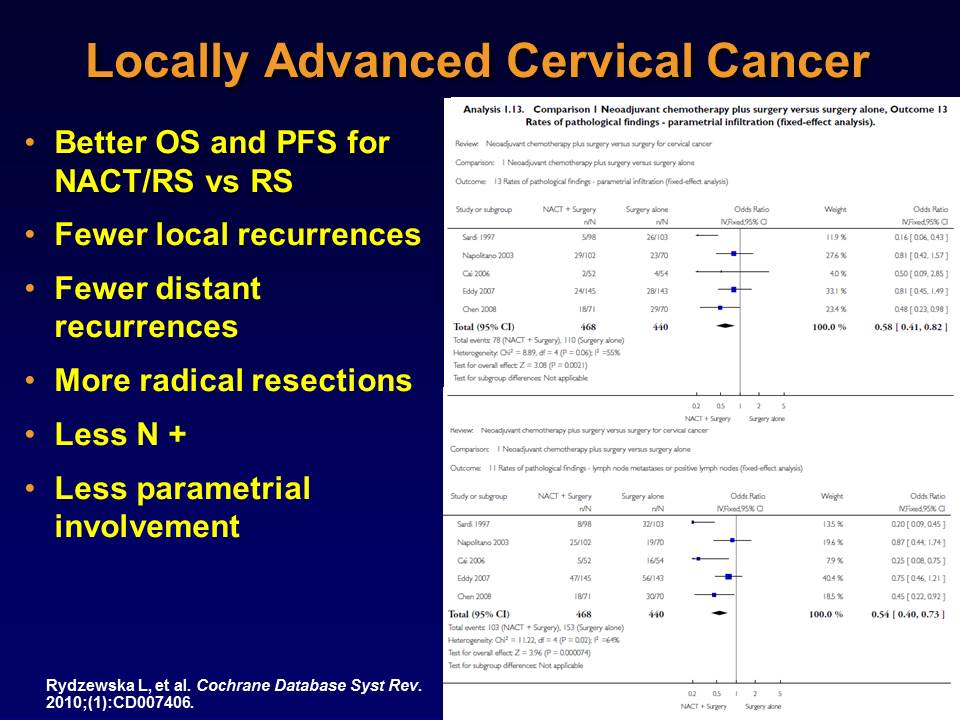 Locally Advanced Cervical Cancer
• Better OS and PFS for
NACT/RS vs RS
• Fewer local recurrences
• Fewer distant
recurrences
• More radical resections
• Less N +
• Less parametrial
involvement
Rydzewska L, et al. Cochrane Database Syst Rev.
2010;(1):CD007406.
Analysis 1.13. Comparison 1 Neoadjuvant chemotherapy plus surgery versus surgery alone, Outcome 13
Rates of pathological findings - parametrial infiltration (fixed-effect analysis).
Review: Neoadjuvant chemotherapy plus surgery versus surgery for cervical cancer
Comparison: 1 Neoadjuvant chemotherapy plus surgery versus surgery alone
Outcome: 13 Rates of pathological findings - parametrial infiltration (fixed-effect analysis)
Study or subgroup NACT + Surgery Surgery alone Odds Ratio Weight Odds Ratio
n/N n/N IV,Fixed,95% CI IV,Fixed,95% CI
Sardi 1997 5/98 26/103 11.9 % 0.16 [ 0.06, 0.43 ]
Napolitano 2003 29/102 23/70 27.6 % 0.81 [ 0.42, 1.57 ]
Cai 2006 2/52 4/54 4.0 % 0.50 [ 0.09, 2.85 ]
Eddy 2007 24/145 28/143 33.1 % 0.81 [ 0.45, 1.49 ]
Chen 2008 18/71 29/70 23.4 % 0.48 [ 0.23, 0.98 ]
Total (95% CI) 468 440 100.0 % 0.58 [ 0.41, 0.82 ]
Total events: 78 (NACT + Surgery), 110 (Surgery alone)
Heterogeneity: Chi² = 8.89, df = 4 (P = 0.06); I² =55%
Test for overall effect: Z = 3.08 (P = 0.0021)
Test for subgroup differences: Not applicable
0.2 0.5 1 2 5
NACT + Surgery Surgery alone
Review: Neoadjuvant chemotherapy plus surgery versus surgery for cervical cancer
Comparison: 1 Neoadjuvant chemotherapy plus surgery versus surgery alone
Outcome: 11 Rates of pathological findings - lymph node metastases or positive lymph nodes (fixed-effect analysis)
Study or subgroup NACT + Surgery Surgery alone Odds Ratio Weight Odds Ratio
n/N n/N IV,Fixed,95% CI IV,Fixed,95% CI
Sardi 1997 8/98 32/103 13.5 % 0.20 [ 0.09, 0.45 ]
Napolitano 2003 25/102 19/70 19.6 % 0.87 [ 0.44, 1.74 ]
Cai 2006 5/52 16/54 7.9 % 0.25 [ 0.08, 0.75 ]
Eddy 2007 47/145 56/143 40.4 % 0.75 [ 0.46, 1.21 ]
Chen 2008 18/71 30/70 18.5 % 0.45 [ 0.22, 0.92 ]
Total (95% CI) 468 440 100.0 % 0.54 [ 0.40, 0.73 ]
Total events: 103 (NACT + Surgery), 153 (Surgery alone)
Heterogeneity: Chi² = 11.22, df = 4 (P = 0.02); I² =64%
Test for overall effect: Z = 3.96 (P = 0.000074)
Test for subgroup differences: Not applicable
0.2 0.5 1 2 5
NACT + Surgery Surgery alone